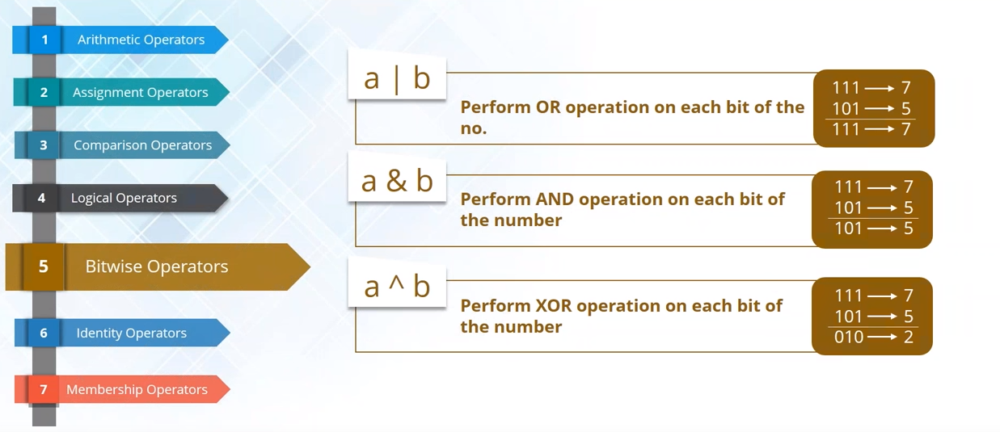 1 Arithmetic Operators
2 Assignment Operators
3 Comparison Operators
4 Logical Operators
5 Bitwise Operators
6 Identity Operators
7 Membership Operators
a | b
Perform OR operation on each bit of the
no.
111 → 7
101 → 5
111 → 7
a & b
Perform AND operation on each bit of
the number
111 → 7
101 → 5
101 → 5
a ^ b
Perform XOR operation on each bit of
the number
111 → 7
101 → 5
010 → 2